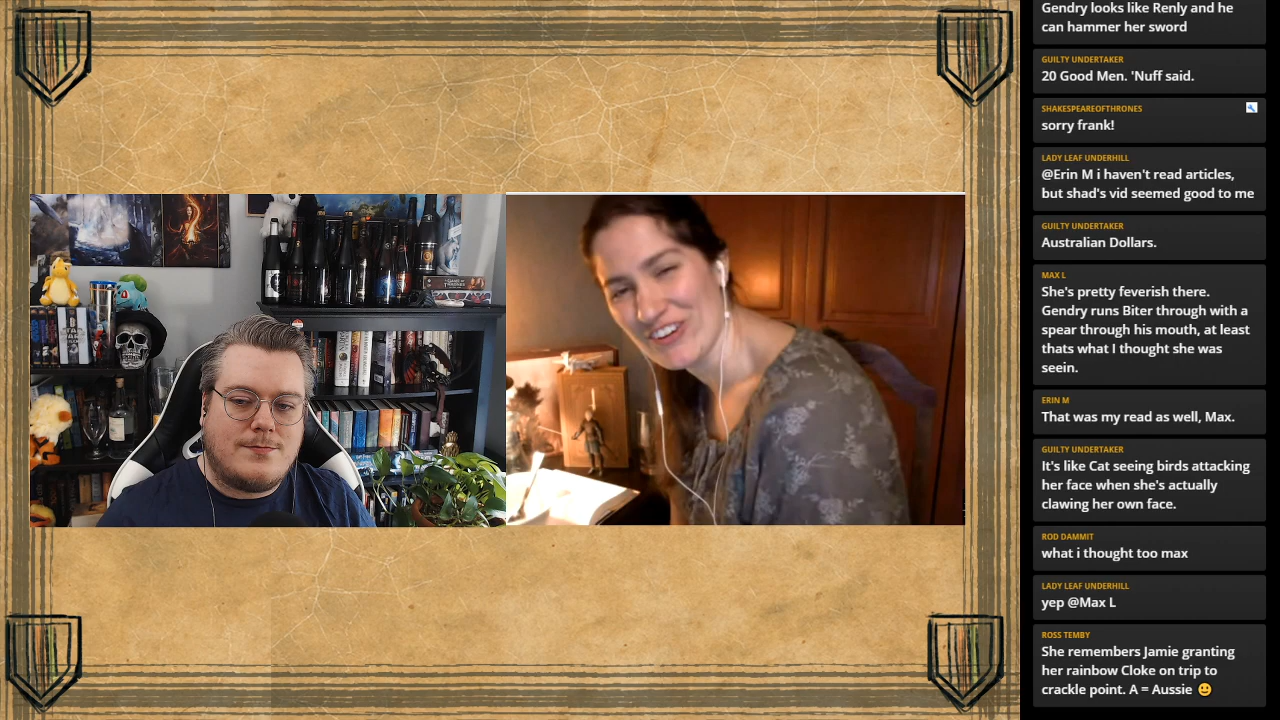 Gendry looks like Renly and he
can hammer her sword
GUILTY UNDERTAKER
20 Good Men. 'Nuff said.
SHAKESPEAREOFTHRONES
sorry frank!
LADY LEAF UNDERHILL
@Erin M i haven't read articles,
but shad's vid seemed good to me
GUILTY UNDERTAKER
Australian Dollars.
MAX L
She's pretty feverish there.
Gendry runs Biter through with a
spear through his mouth, at least
thats what I thought she was
seein.
ERIN M
That was my read as well, Max.
GUILTY UNDERTAKER
It's like Cat seeing birds attacking
her face when she's actually
clawing her own face.
ROD DAMMIT
what i thought too max
LADY LEAF UNDERHILL
yep @Max L
ROSS TEMBY
She remembers Jamie granting
her rainbow Cloke on trip to
crackle point. A = Aussie 🙂